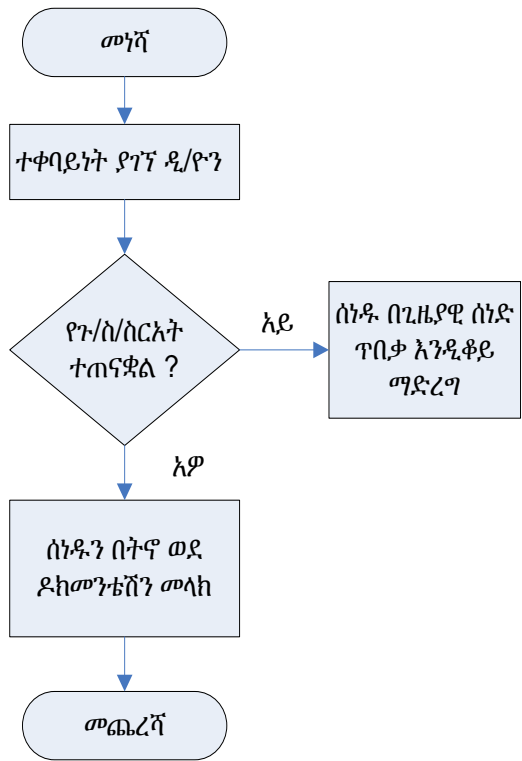 መነሻ
ተቀባይነት ያገኘ ዲ/ዮን
የጉ/ስ/ስርአት
ተጠናቋል ?
አይ
ሰነዱ በጊዜያዊ ሰነድ
ጥበቃ እንዲቆይ
ማድረግ
አዎ
ሰነዱን በትኖ ወደ
ዶክመንቴሽን መላክ
መጨረሻ